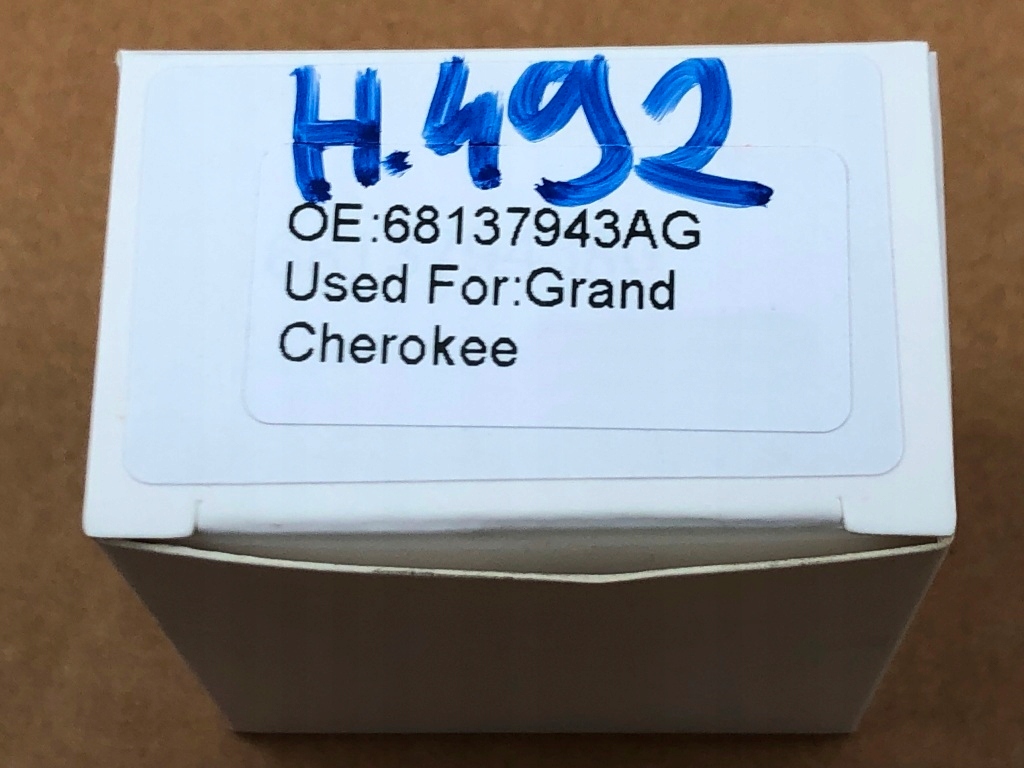 H.492
OE:68137943AG
Used For:Grand
Cherokee